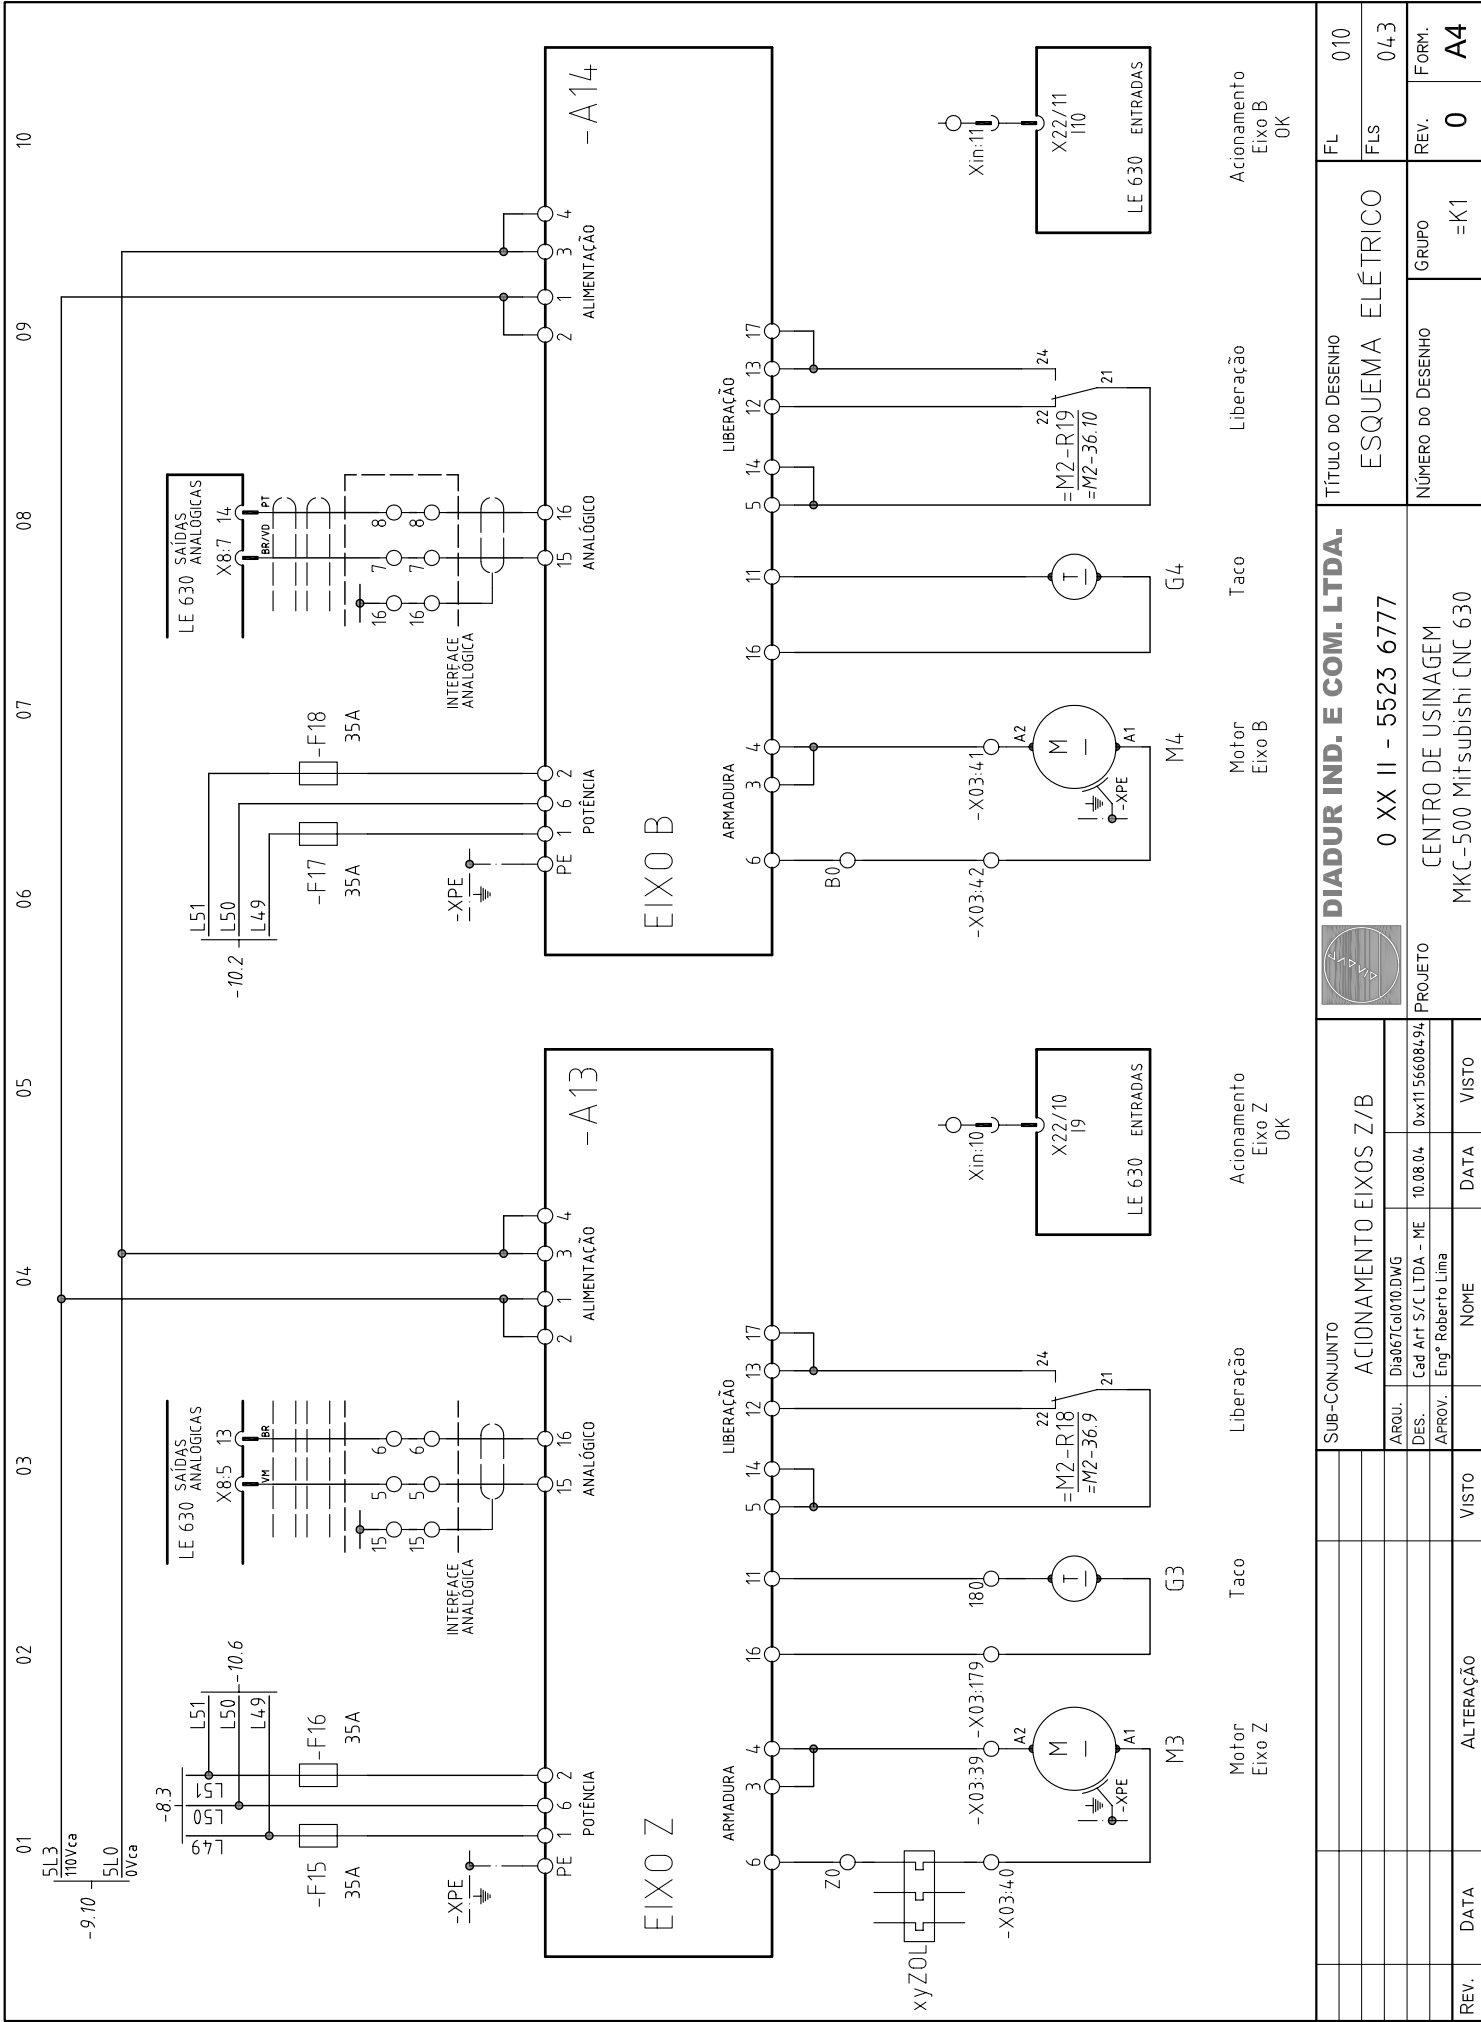 01 02 03 04 05 06 07 08 09 10
-9.10
5L3
110Vca
5L0
0Vca
-8.3
L49
L50
L51
L51
L50
L49
-10.6
-F15
35A
-F16
35A
-XPE
LE 630 SAÍDAS
ANALÓGICAS
X8:5 13
VM BR
15 5 6
15 5 6
INTERFACE
ANALÓGICA
PE 1 6 2
POTÊNCIA
15 16
ANALÓGICO
2 1 3 4
ALIMENTAÇÃO
-A13
EIXO Z
ARMADURA
LIBERAÇÃO
6 3 4 16 11 5 14 12 13 17
Z0
xyZOL
-X03:40
-X03:39
-X03:179
180
A2
M
A1
-XPE
T
22 24
21
=M2-R18
=M2-36.9
M3
G3
Motor
Eixo Z
Taco
Liberação
Xin:10
X22/10
I9
LE 630 ENTRADAS
Acionamento
Eixo Z
OK
-10.2
L51
L50
L49
-F17
35A
-F18
35A
-XPE
LE 630 SAÍDAS
ANALÓGICAS
X8:7 14
BR/VD PT
16 7 8
16 7 8
INTERFACE
ANALÓGICA
PE 1 6 2
POTÊNCIA
15 16
ANALÓGICO
2 1 3 4
ALIMENTAÇÃO
-A14
EIXO B
ARMADURA
LIBERAÇÃO
6 3 4 16 11 5 14 12 13 17
B0
-X03:42
-X03:41
A2
M
A1
-XPE
T
22 24
21
=M2-R19
=M2-36.10
M4
G4
Motor
Eixo B
Taco
Liberação
Xin:11
X22/11
I10
LE 630 ENTRADAS
Acionamento
Eixo B
OK
REV. DATA ALTERAÇÃO VISTO
SUB-CONJUNTO
ACIONAMENTO EIXOS Z/B
ARQU. Dia067Col010.DWG
DES. Cad Art S/C LTDA - ME 10.08.04 0xx11 56608494
APROV. Engº Roberto Lima
NOME DATA VISTO
DIADUR
DIADUR IND. E COM. LTDA.
0 XX II - 5523 6777
PROJETO
CENTRO DE USINAGEM
MKC-500 Mitsubishi CNC 630
TÍTULO DO DESENHO
ESQUEMA ELÉTRICO
NÚMERO DO DESENHO
GRUPO
=K1
FL 010
FLS 043
REV. 0
FORM. A4